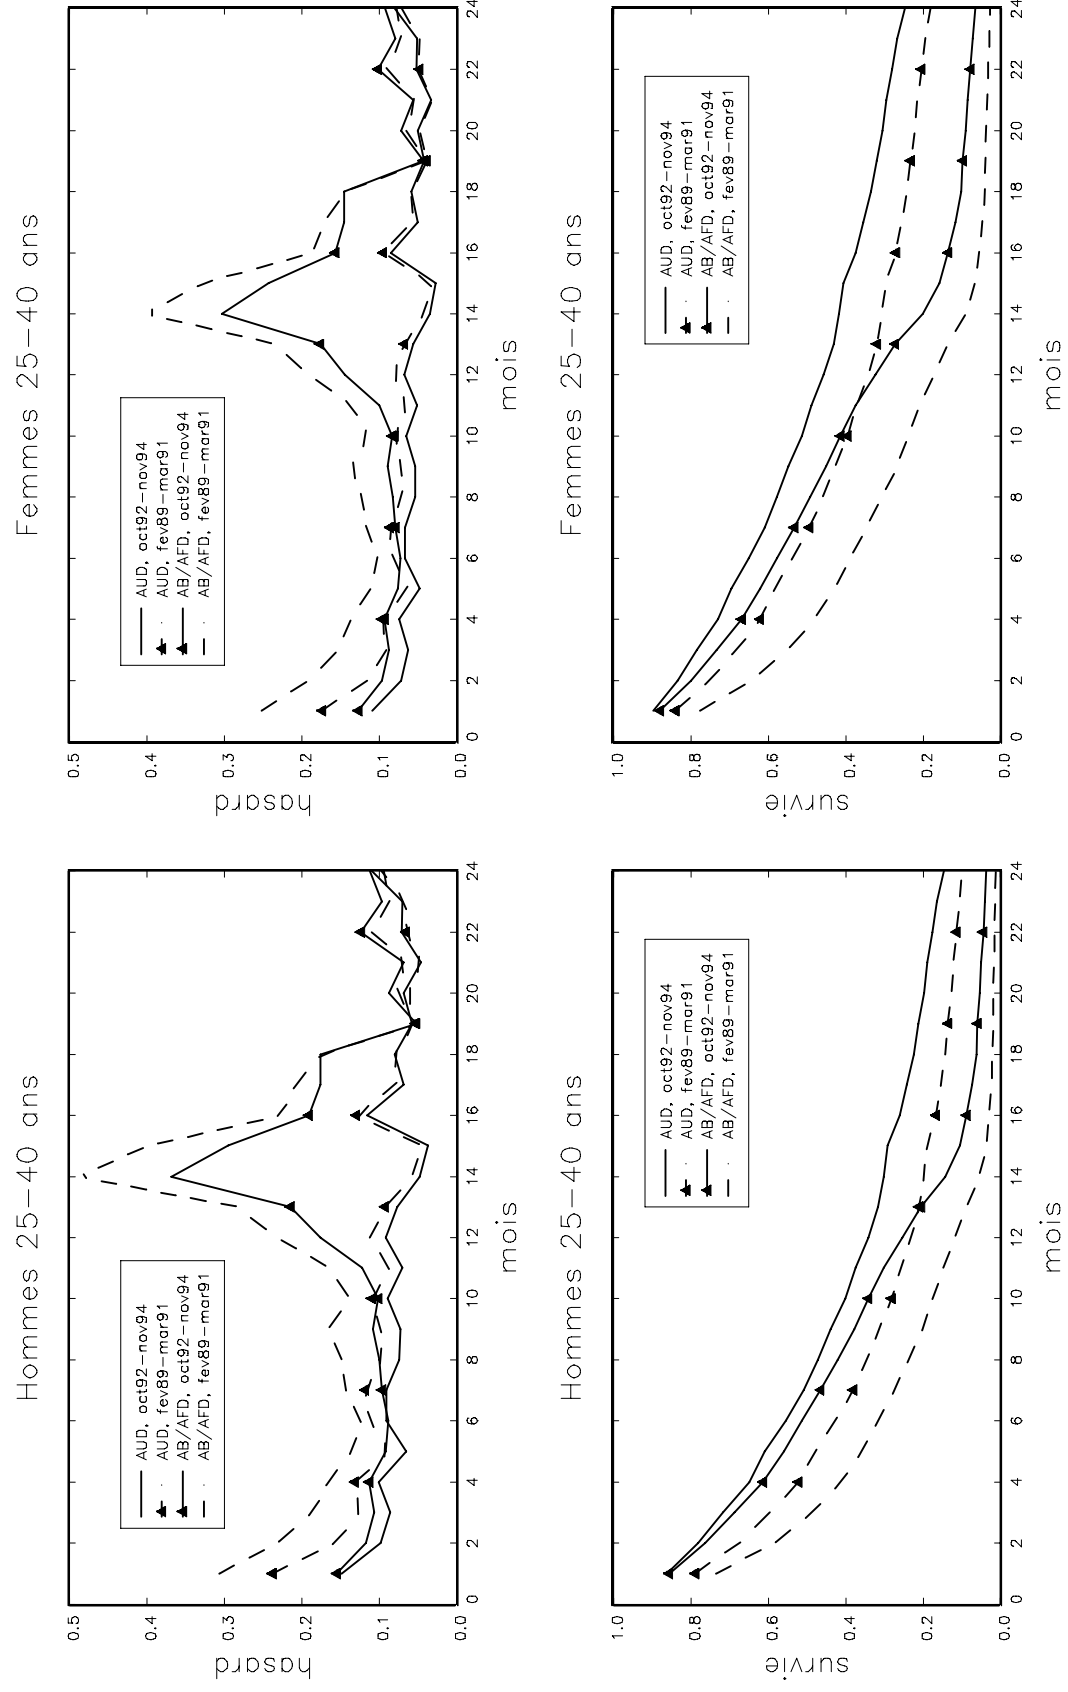 Hommes 25-40 ans
hasard
0.5
0.4
0.3
0.2
0.1
0.0
AUD, oct92-nov94
AUD, fev89-mar91
AB/AFD, oct92-nov94
AB/AFD, fev89-mar91
0 2 4 6 8 10 12 14 16 18 20 22 24
mois
Femmes 25-40 ans
hasard
0.5
0.4
0.3
0.2
0.1
0.0
AUD, oct92-nov94
AUD, fev89-mar91
AB/AFD, oct92-nov94
AB/AFD, fev89-mar91
0 2 4 6 8 10 12 14 16 18 20 22 24
mois
Hommes 25-40 ans
survie
1.0
0.8
0.6
0.4
0.2
0.0
AUD, oct92-nov94
AUD, fev89-mar91
AB/AFD, oct92-nov94
AB/AFD, fev89-mar91
0 2 4 6 8 10 12 14 16 18 20 22 24
mois
Femmes 25-40 ans
survie
1.0
0.8
0.6
0.4
0.2
0.0
AUD, oct92-nov94
AUD, fev89-mar91
AB/AFD, oct92-nov94
AB/AFD, fev89-mar91
0 2 4 6 8 10 12 14 16 18 20 22 24
mois